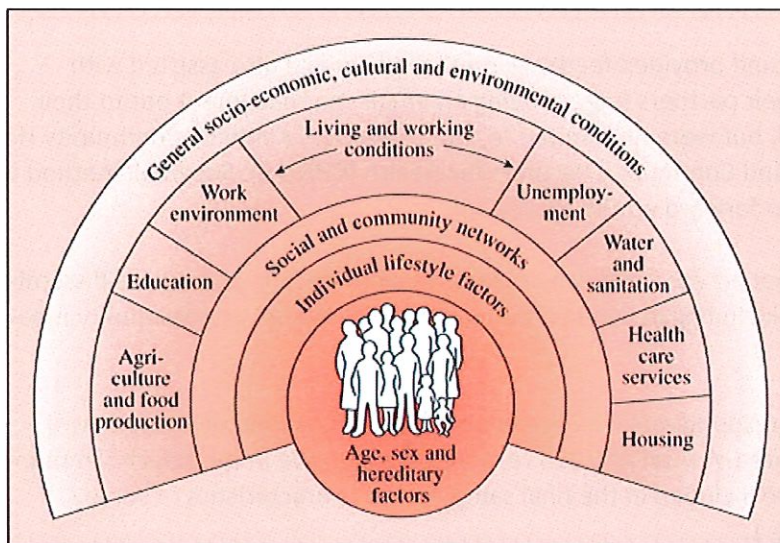 General socio-economic, cultural and environmental conditions
Living and working
conditions
Work
environment
Unemploy-
ment
Education
Water
and
sanitation
Agri-
culture
and food
production
Health
care
services
Housing
Social and community networks
Individual lifestyle factors
Age, sex and
hereditary
factors